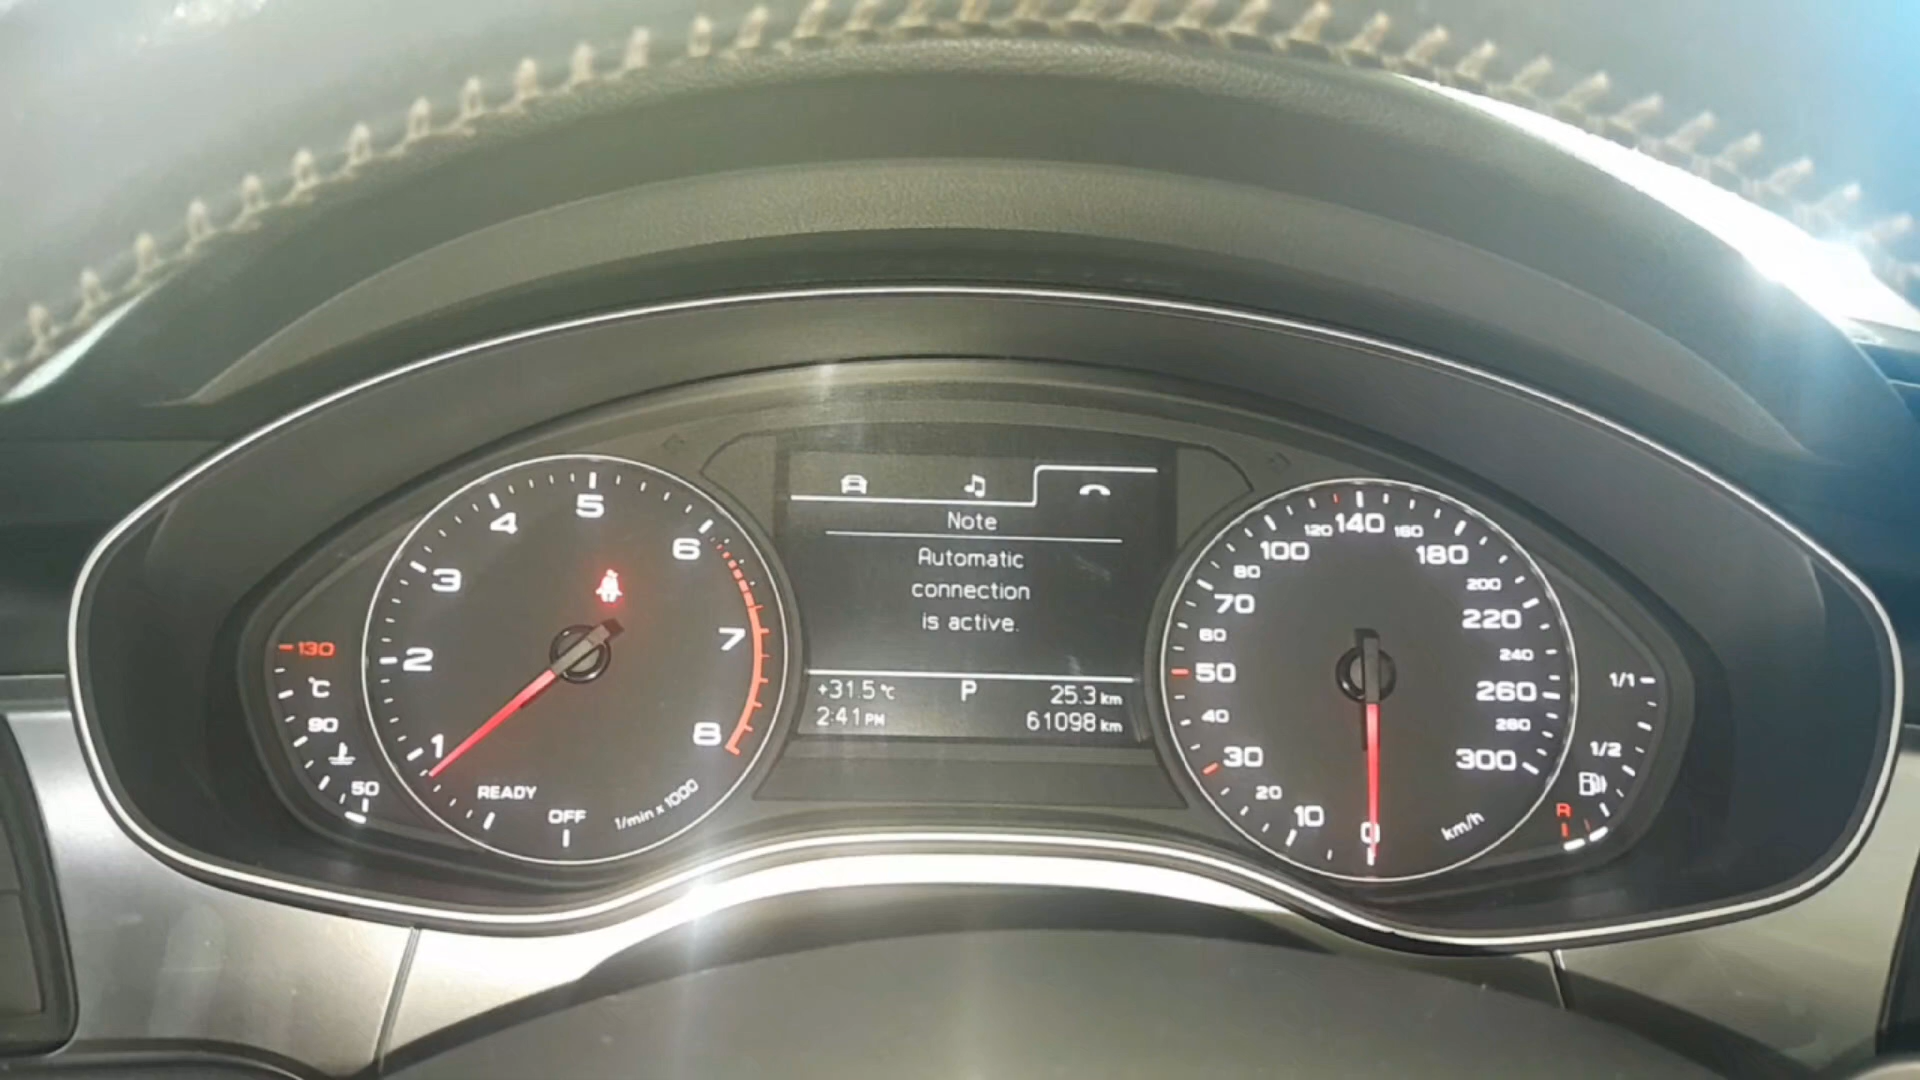 Note
Automatic
connection
is active.
+31.5°C P 25.3 km
2:41 PM 61098 km
1 2 3 4 5 6 7 8
READY
OFF
1/min x 1000
130
°C
90
50
0 10 20 30 40 50 60 70 80 100 120 140 160 180 200 220 240 260 280 300
km/h
1/1
1/2
R